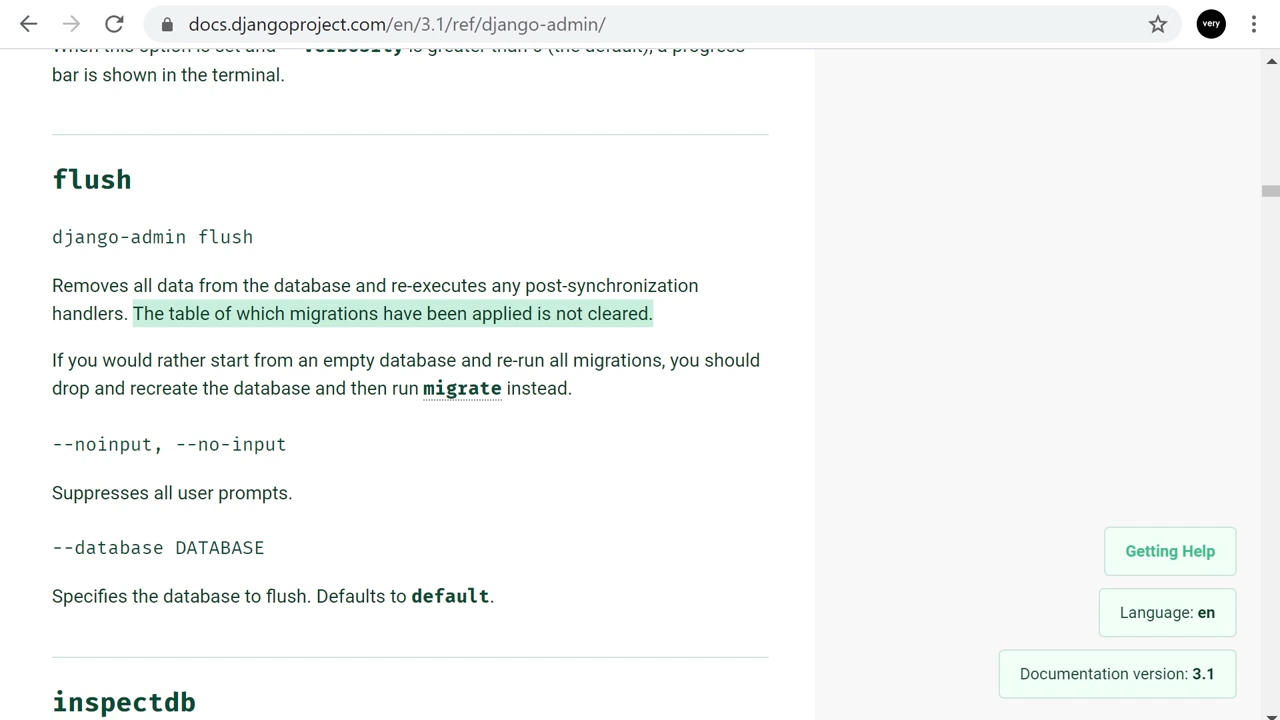 docs.djangoproject.com/en/3.1/ref/django-admin/
very
bar is shown in the terminal.
flush
django-admin flush
Removes all data from the database and re-executes any post-synchronization
handlers. The table of which migrations have been applied is not cleared.
If you would rather start from an empty database and re-run all migrations, you should
drop and recreate the database and then run migrate instead.
--noinput, --no-input
Suppresses all user prompts.
--database DATABASE
Specifies the database to flush. Defaults to default.
inspectdb
Getting Help
Language: en
Documentation version: 3.1